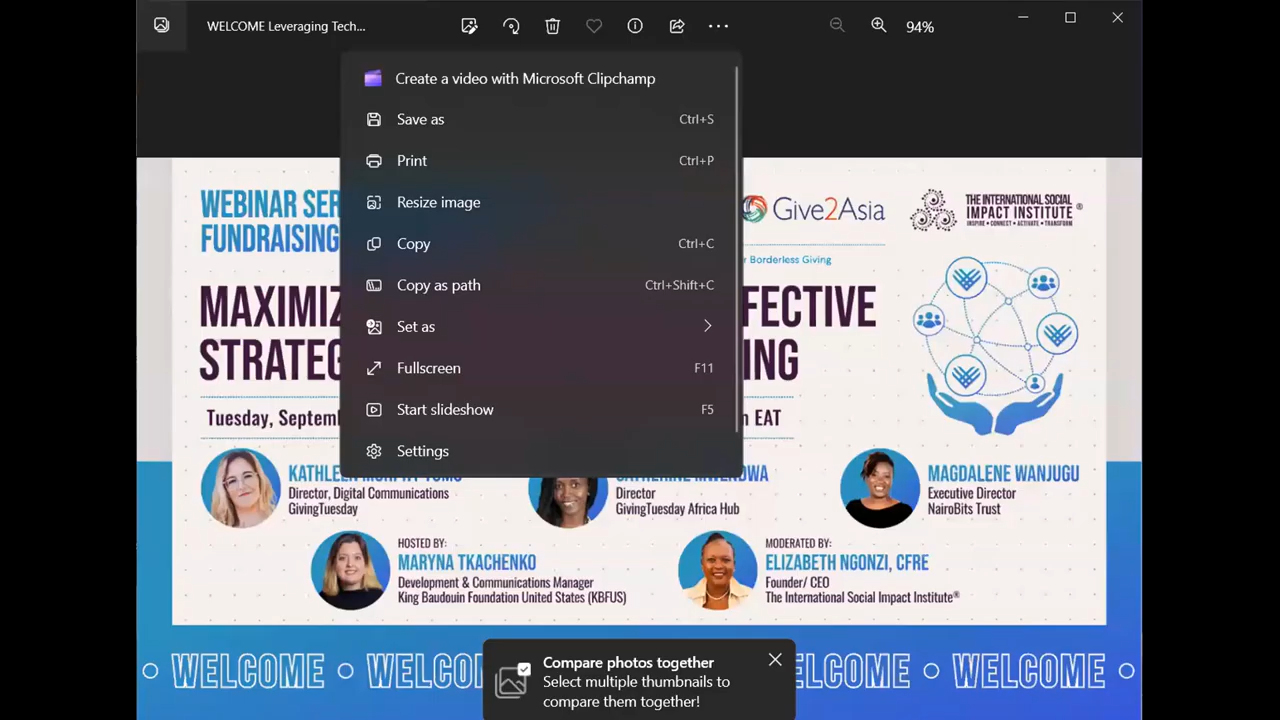 WELCOME Leveraging Tech...
94%
Create a video with Microsoft Clipchamp
Save as Ctrl+S
Print Ctrl+P
Resize image
Copy Ctrl+C
Copy as path Ctrl+Shift+C
Set as
Fullscreen F11
Start slideshow F5
Settings
WEBINAR SER
FUNDRAISING
Give2Asia
THE INTERNATIONAL SOCIAL
IMPACT INSTITUTE®
INSPIRE • CONNECT • ACTIVATE • TRANSFORM
r Borderless Giving
MAXIMIZ FECTIVE
STRATEG NG
Tuesday, Septem EAT
Director, Digital Communications
GivingTuesday
Director
GivingTuesday Africa Hub
MAGDALENE WANJUGU
Executive Director
NairoBits Trust
HOSTED BY:
MARYNA TKACHENKO
Development & Communications Manager
King Baudouin Foundation United States (KBFUS)
MODERATED BY:
ELIZABETH NGONZI, CFRE
Founder/ CEO
The International Social Impact Institute®
WELCOME WELCO LCOME WELCOME
Compare photos together
Select multiple thumbnails to
compare them together!